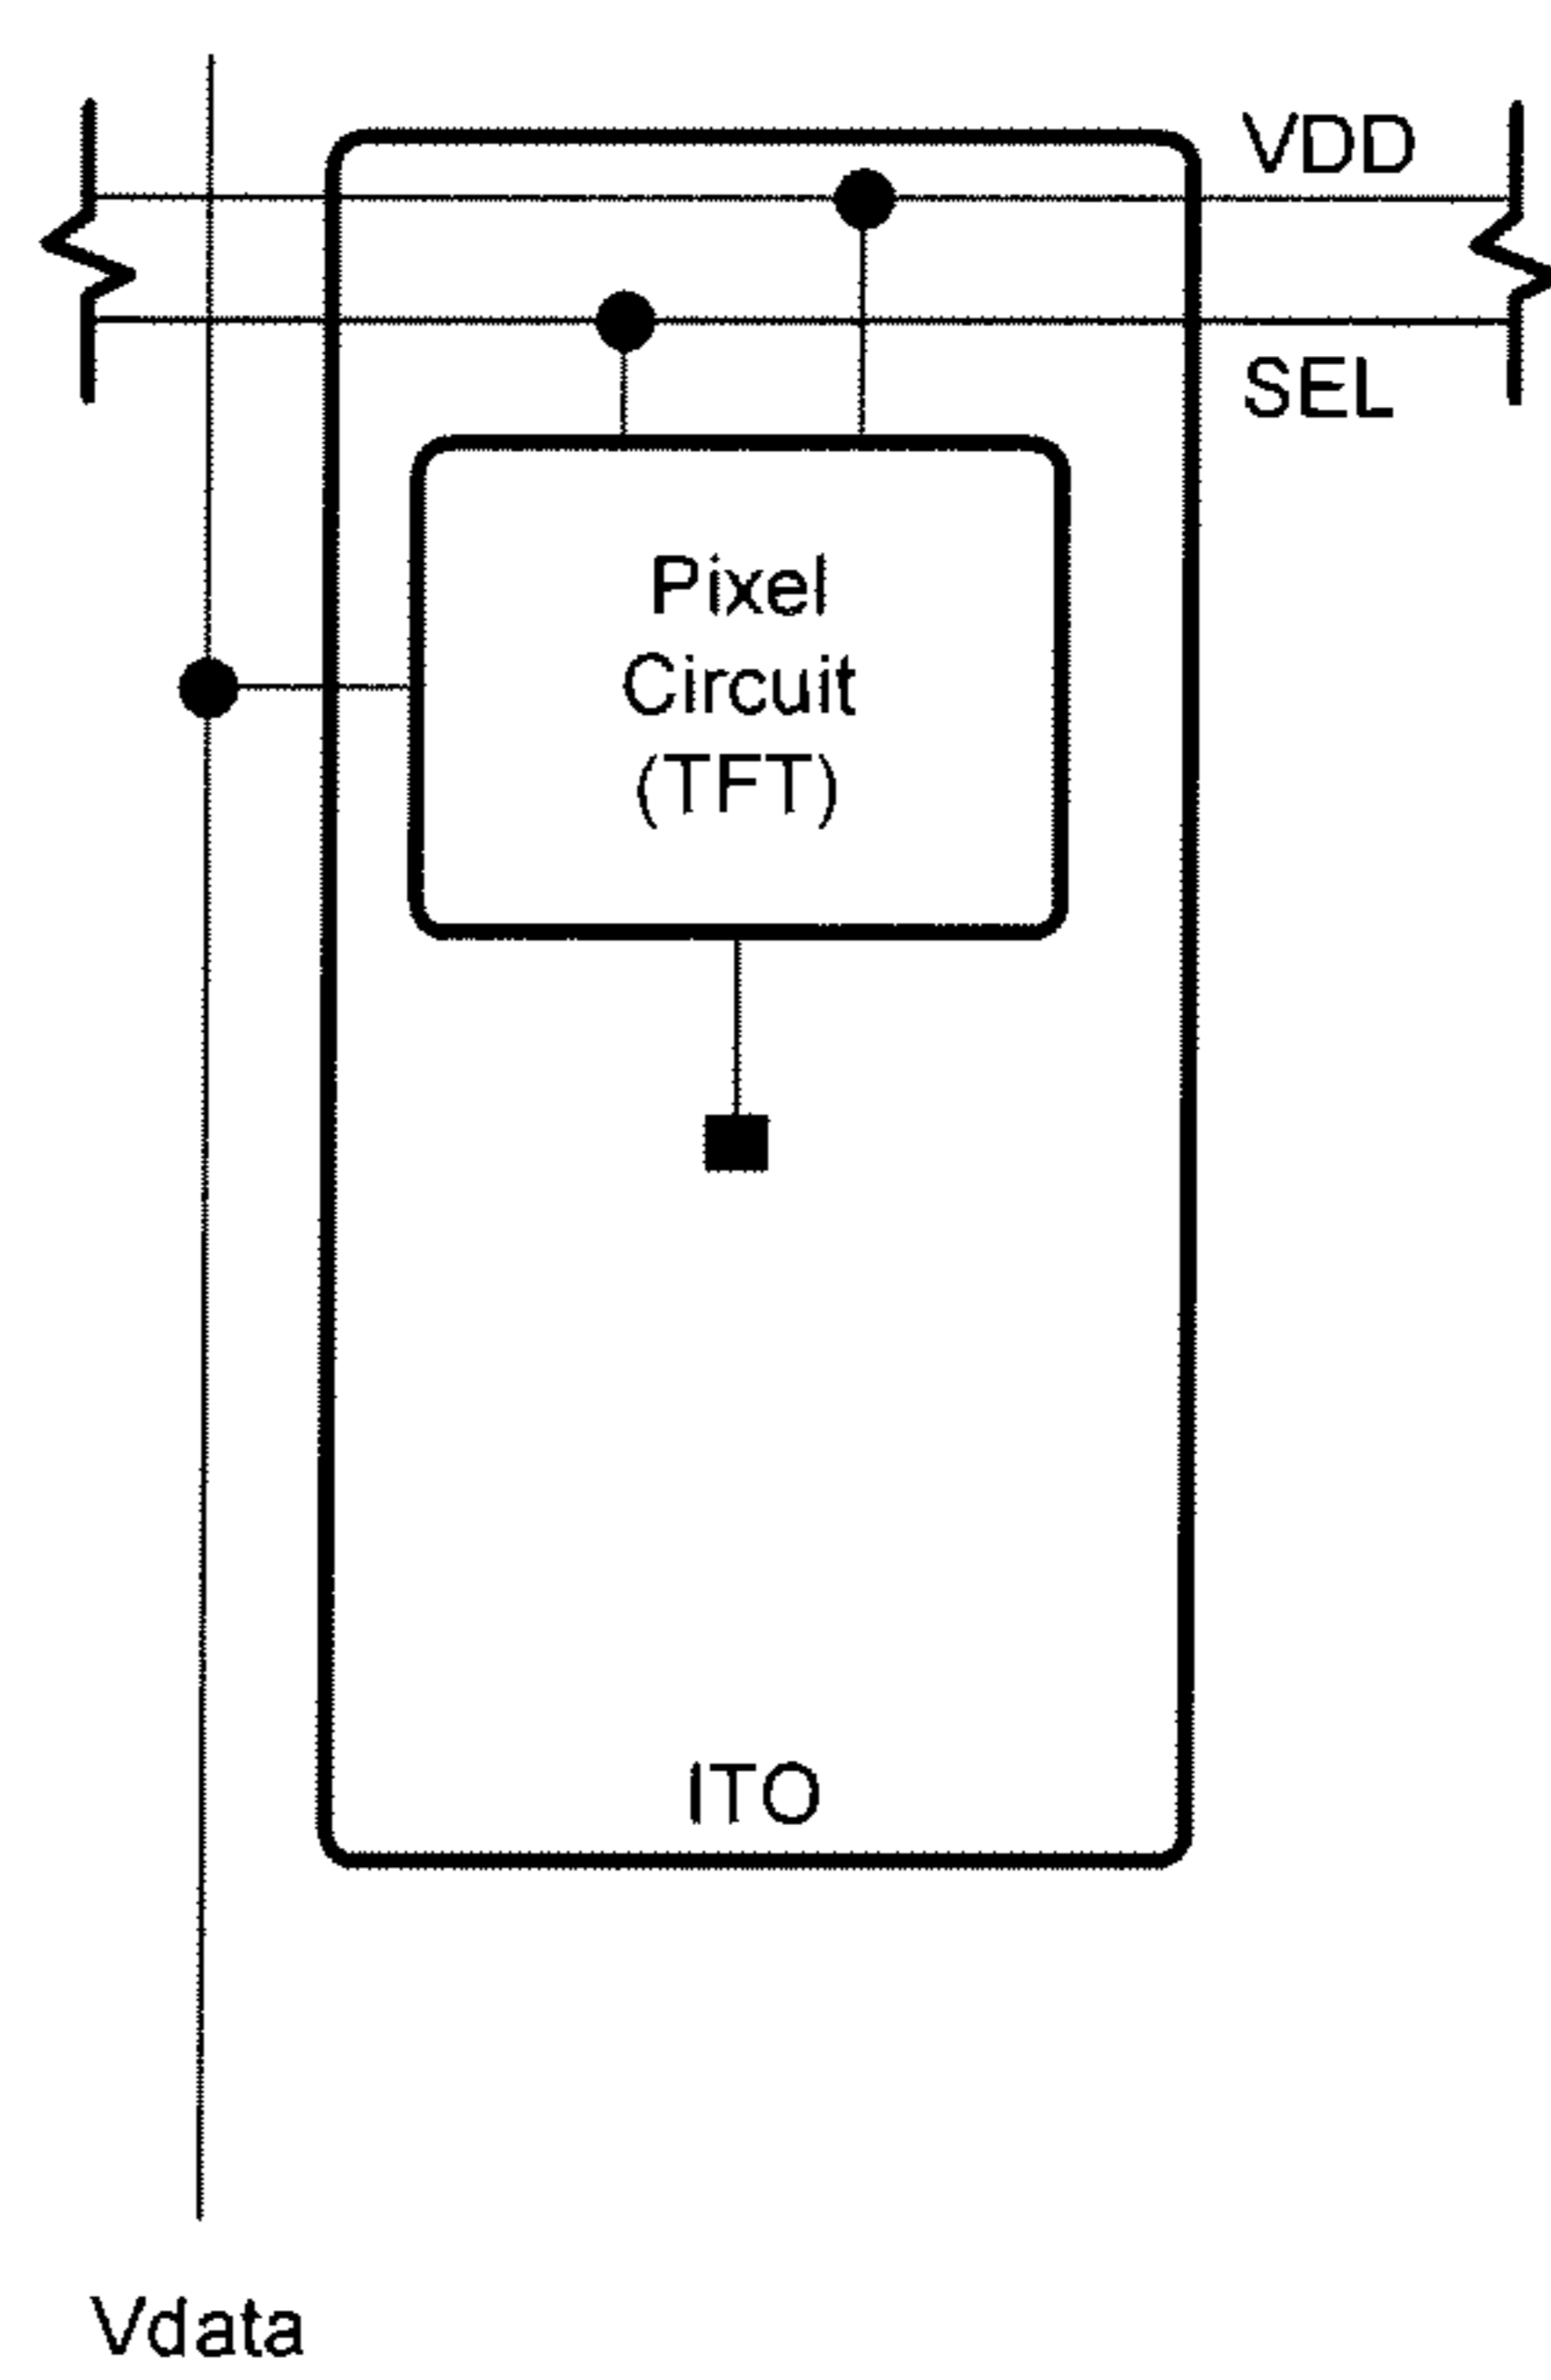 VDD
SEL
Pixel
Circuit
(TFT)
ITO
Vdata